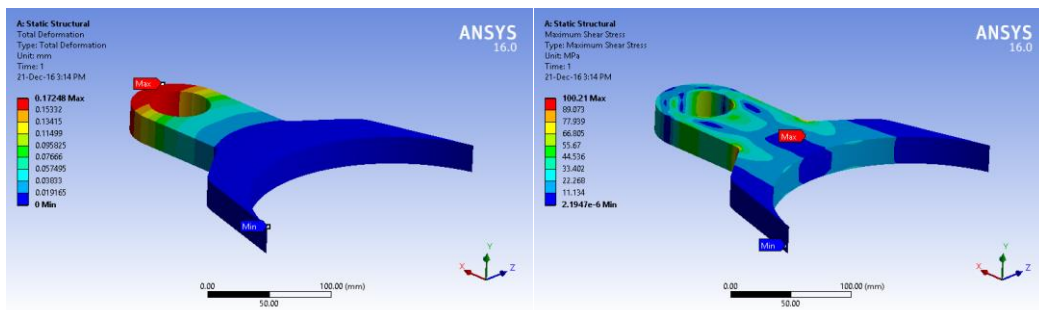 A: Static Structural
Total Deformation
Type: Total Deformation
Unit: mm
Time: 1
21-Dec-16 3:14 PM
0.17248 Max
0.15332
0.13415
0.11499
0.095825
0.07666
0.057495
0.03833
0.019165
0 Min
ANSYS
16.0
Max
Min
0.00
100.00 (mm)
50.00
X
Y
Z
A: Static Structural
Maximum Shear Stress
Type: Maximum Shear Stress
Unit: MPa
Time: 1
21-Dec-16 3:14 PM
100.21 Max
89.073
77.939
66.805
55.67
44.536
33.402
22.268
11.134
2.1947e-6 Min
ANSYS
16.0
Max
Min
0.00
100.00 (mm)
50.00
X
Y
Z